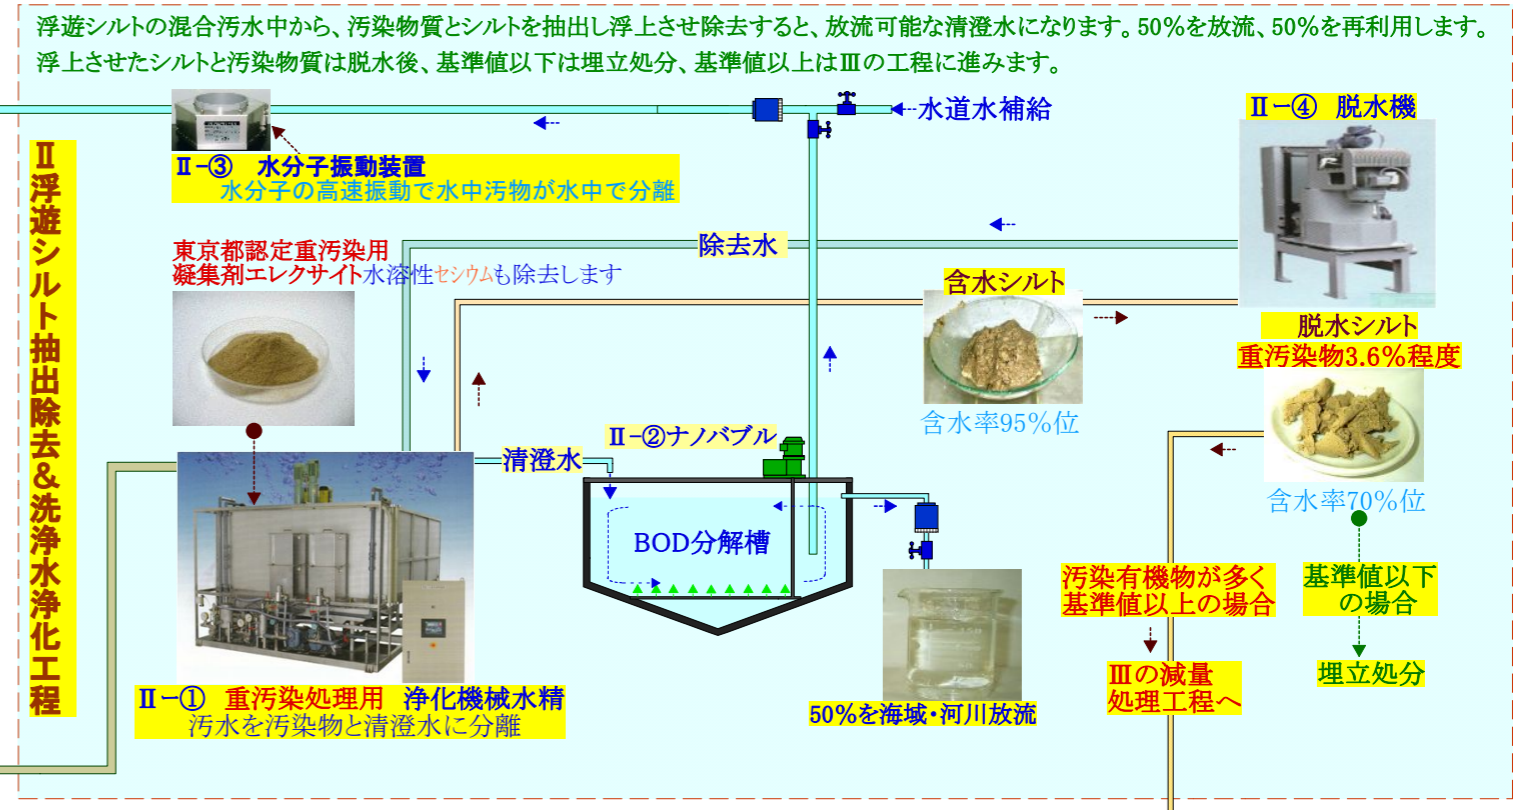 浮遊シルトの混合汚水中から、汚染物質とシルトを抽出し浮上させ除去すると、放流可能な清澄水になります。50%を放流、50%を再利用します。
浮上させたシルトと汚染物質は脱水後、基準値以下は埋立処分、基準値以上はⅢの工程に進みます。
Ⅱ浮遊シルト抽出除去&洗浄水浄化工程
水道水補給
Ⅱ-③ 水分子振動装置
水分子の高速振動で水中汚物が水中で分離
Ⅱー④ 脱水機
除去水
東京都認定重汚染用
凝集剤エレクサイト水溶性セシウムも除去します
含水シルト
含水率95%位
脱水シルト
重汚染物3.6%程度
含水率70%位
Ⅱ-②ナノバブル
清澄水
BOD分解槽
汚染有機物が多く
基準値以上の場合
基準値以下
の場合
Ⅲの減量
処理工程へ
埋立処分
Ⅱー① 重汚染処理用 浄化機械水精
汚水を汚染物と清澄水に分離
50%を海域・河川放流